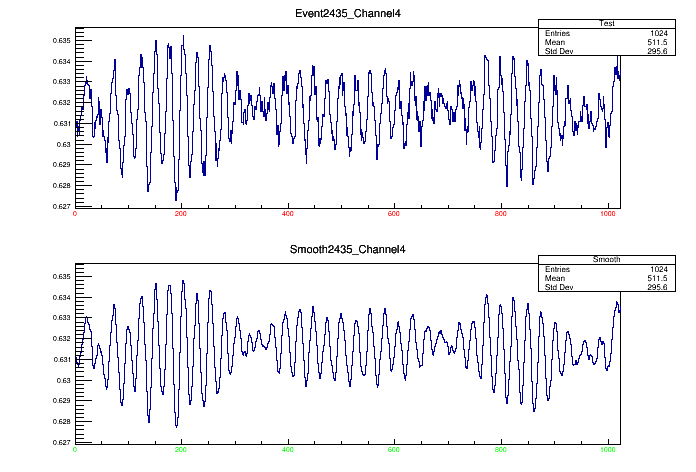 Event2435_Channel4
Test
Entries 1024
Mean 511.5
Std Dev 295.6
0.635
0.634
0.633
0.632
0.631
0.63
0.629
0.628
0.627
0 200 400 600 800 1000
Smooth2435_Channel4
Smooth
Entries 1024
Mean 511.5
Std Dev 295.6
0.635
0.634
0.633
0.632
0.631
0.63
0.629
0.628
0.627
0 200 400 600 800 1000